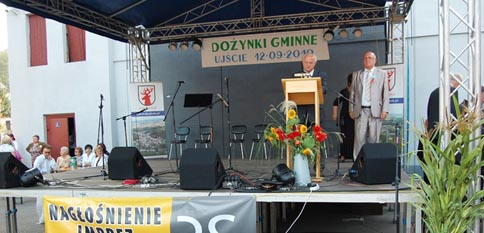 DOŻYNKI GMINNE
UJŚCIE 12-09-2010
NAGŁOŚNIENIE
IMPREZ